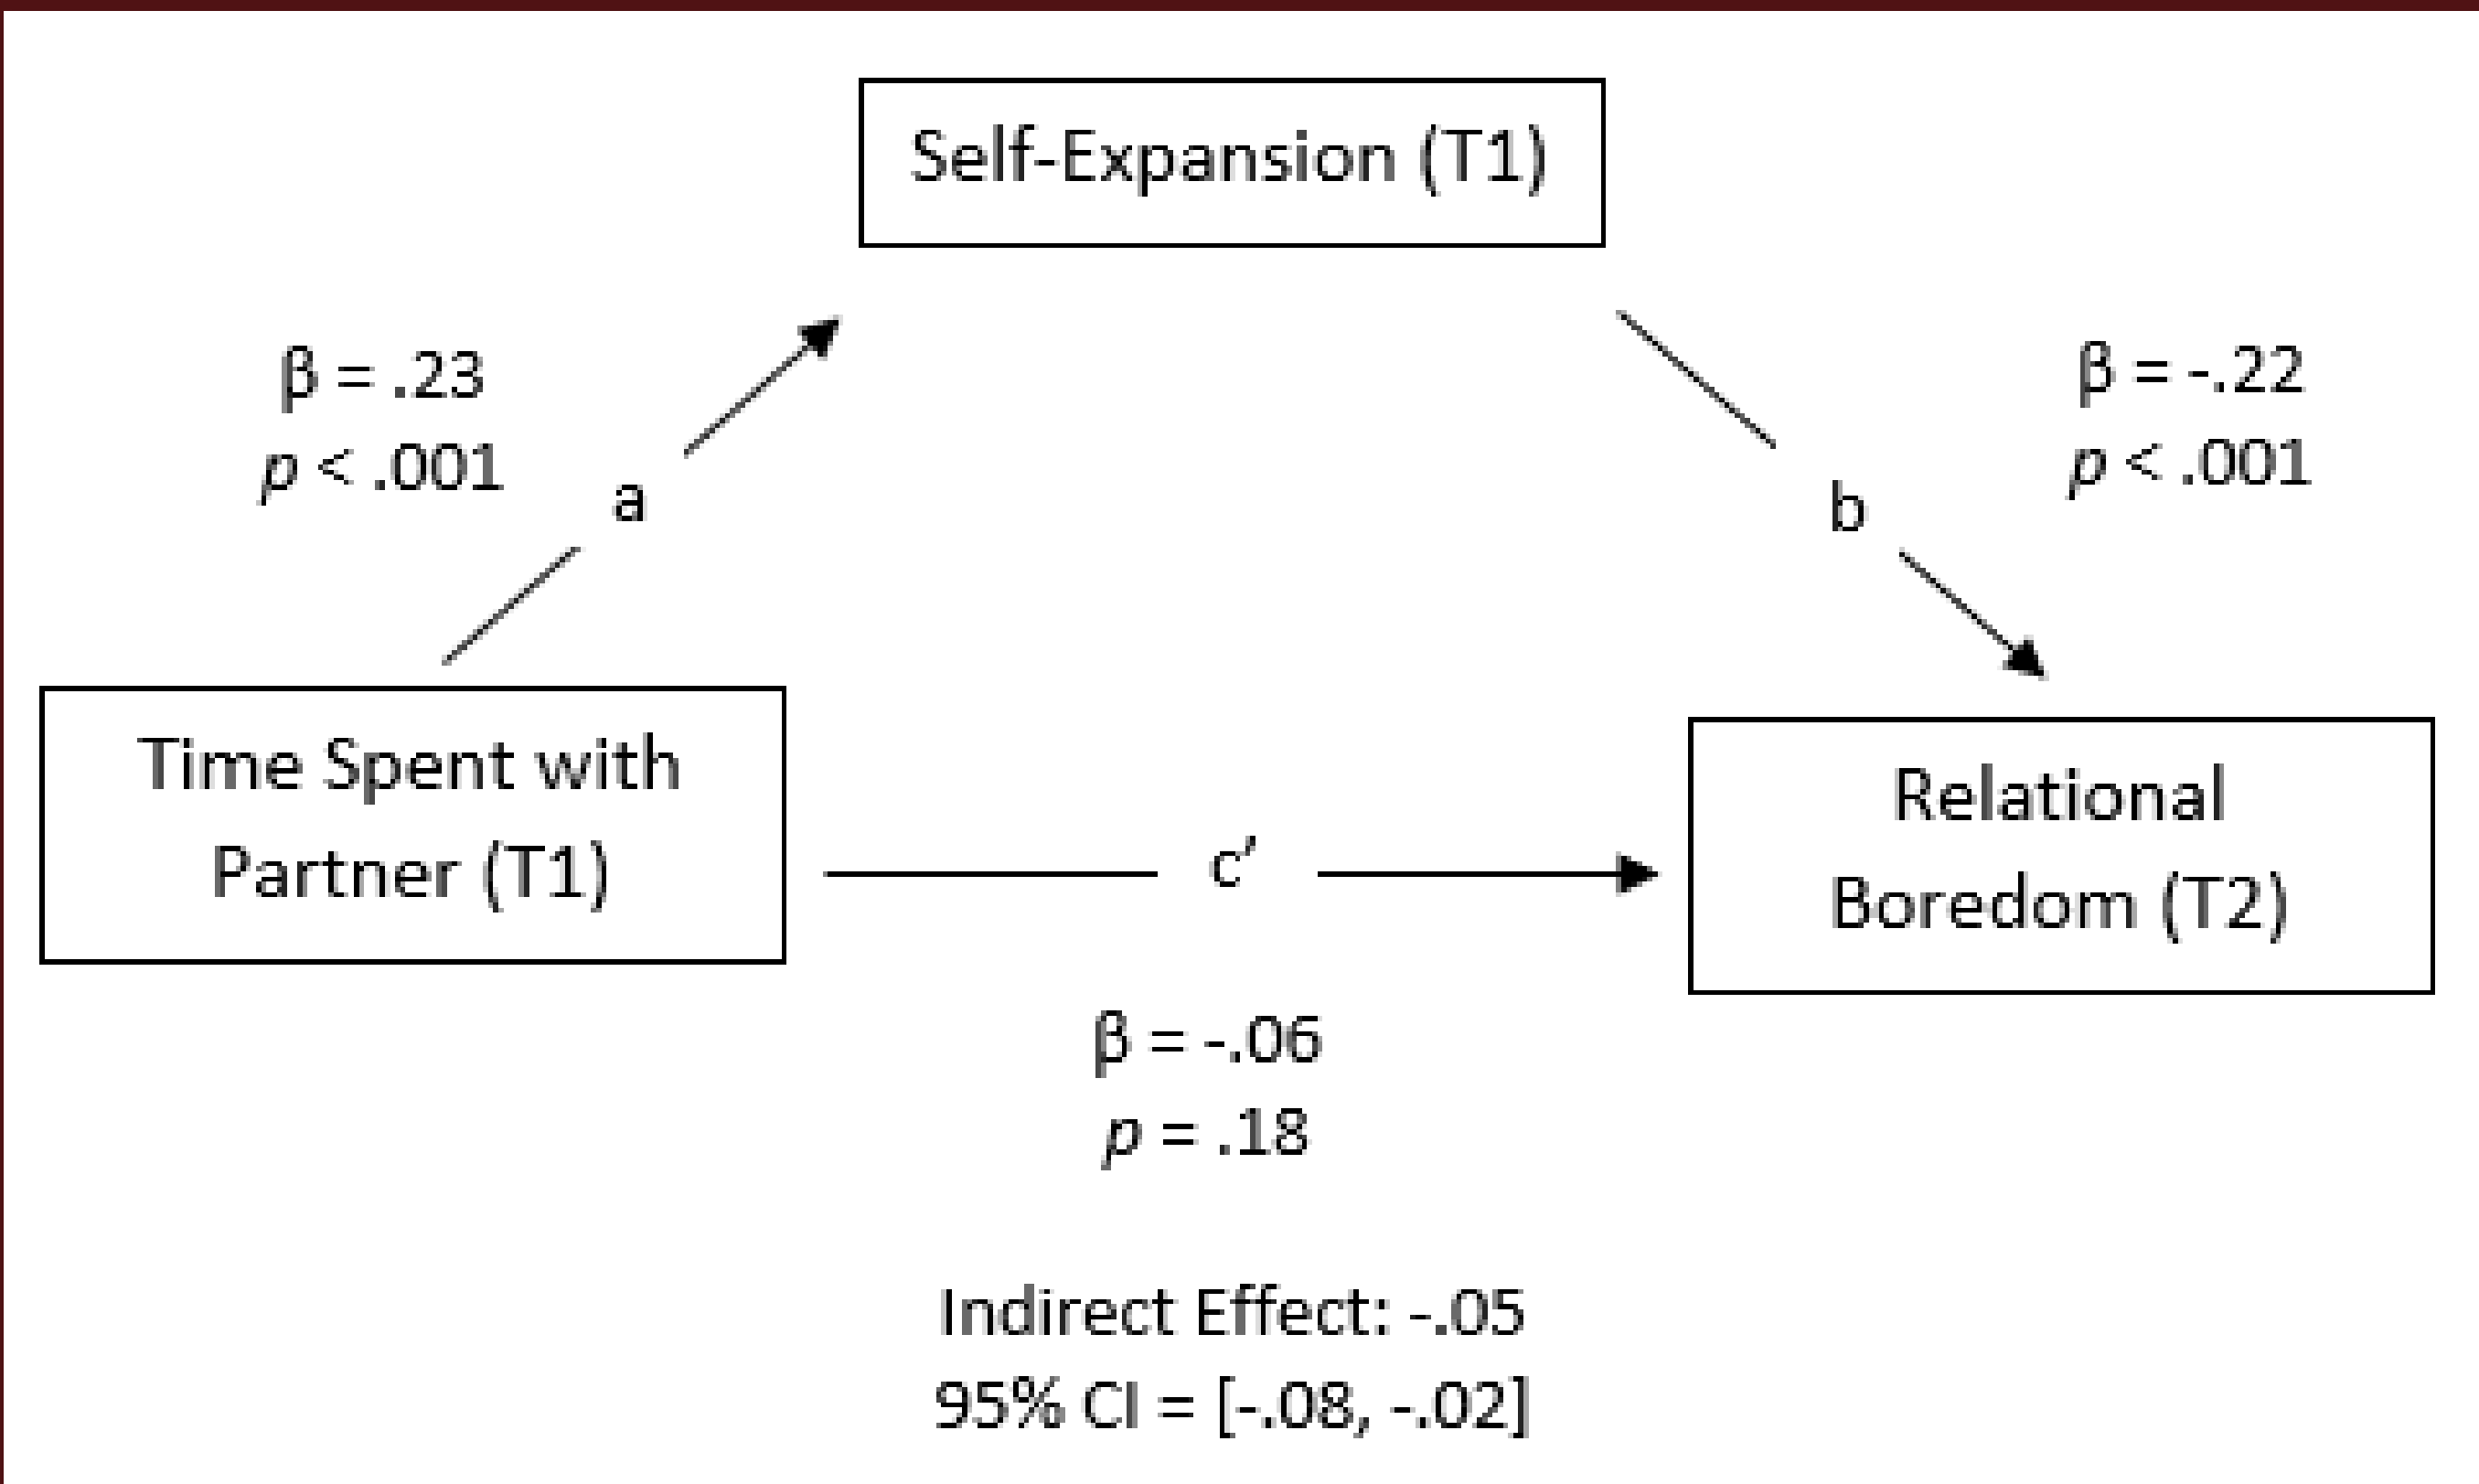 Self-Expansion (T1)
β = .23
p < .001
a
β = -.22
p < .001
b
Time Spent with
Partner (T1)
c’
Relational
Boredom (T2)
β = -.06
p = .18
Indirect Effect: -.05
95% CI = [-.08, -.02]